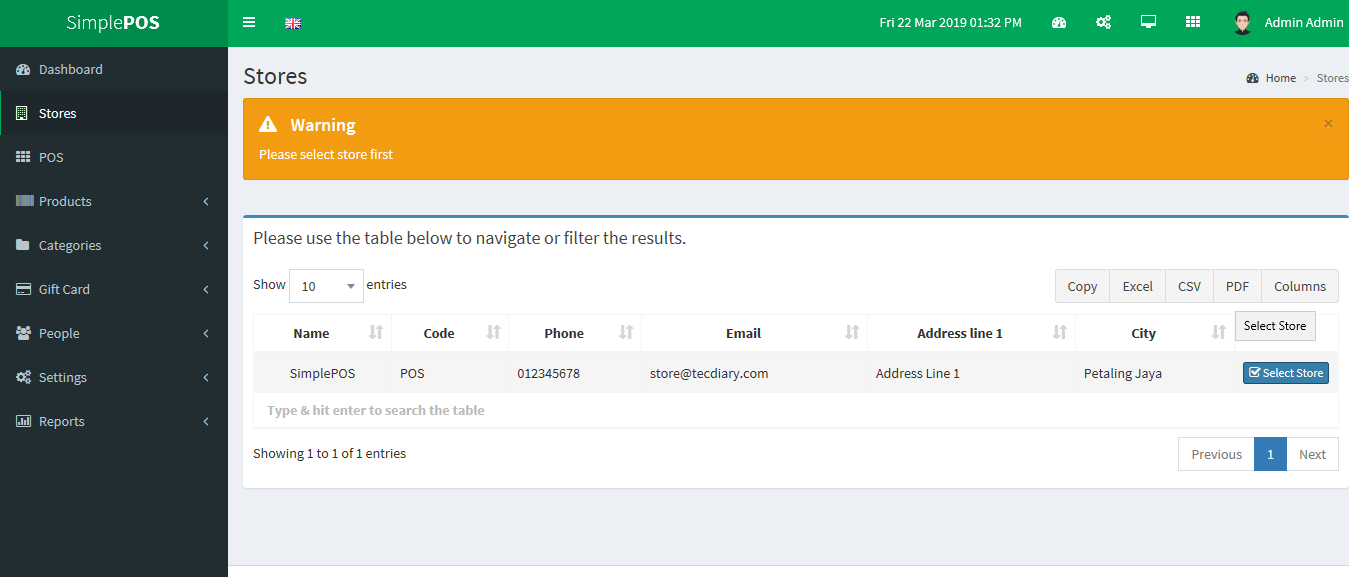 SimplePOS
Fri 22 Mar 2019 01:32 PM
Admin Admin
Dashboard
Stores
POS
Products
Categories
Gift Card
People
Settings
Reports
Stores
Home > Stores
Warning
×
Please select store first
Please use the table below to navigate or filter the results.
Show 10 entries
Copy Excel CSV PDF Columns
Name Code Phone Email Address line 1 City Select Store
SimplePOS POS 012345678 store@tecdiary.com Address Line 1 Petaling Jaya Select Store
Type & hit enter to search the table
Showing 1 to 1 of 1 entries
Previous 1 Next